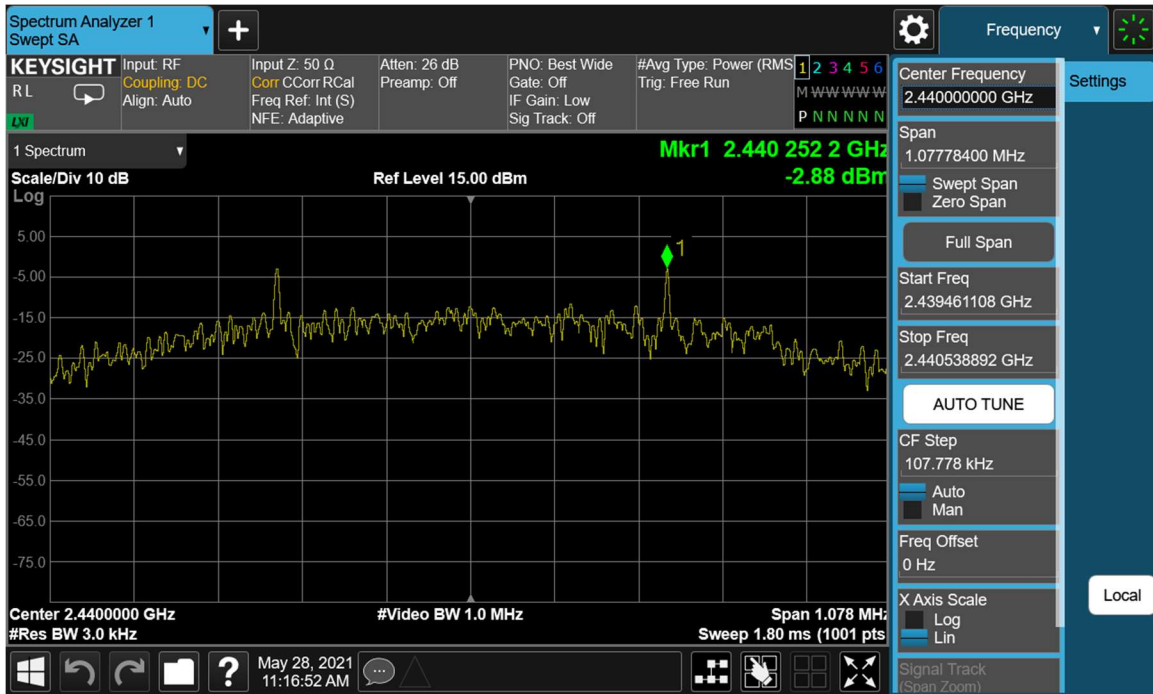 Spectrum Analyzer 1
Swept SA
+
Frequency
KEYSIGHT
RL
LXI
Input: RF
Coupling: DC
Align: Auto
Input Z: 50 Ω
Corr CCorr RCal
Freq Ref: Int (S)
NFE: Adaptive
Atten: 26 dB
Preamp: Off
PNO: Best Wide
Gate: Off
IF Gain: Low
Sig Track: Off
#Avg Type: Power (RMS
Trig: Free Run
1 2 3 4 5 6
M W W W W W
P N N N N N
1 Spectrum
Scale/Div 10 dB
Log
Ref Level 15.00 dBm
Mkr1 2.440 252 2 GHz
-2.88 dBm
1
5.00
-5.00
-15.0
-25.0
-35.0
-45.0
-55.0
-65.0
-75.0
Center 2.4400000 GHz
#Res BW 3.0 kHz
#Video BW 1.0 MHz
Span 1.078 MHz
Sweep 1.80 ms (1001 pts
?
May 28, 2021
11:16:52 AM
Center Frequency
2.440000000 GHz
Span
1.07778400 MHz
Swept Span
Zero Span
Full Span
Start Freq
2.439461108 GHz
Stop Freq
2.440538892 GHz
AUTO TUNE
CF Step
107.778 kHz
Auto
Man
Freq Offset
0 Hz
X Axis Scale
Log
Lin
Signal Track
(Span Zoom)
Settings
Local